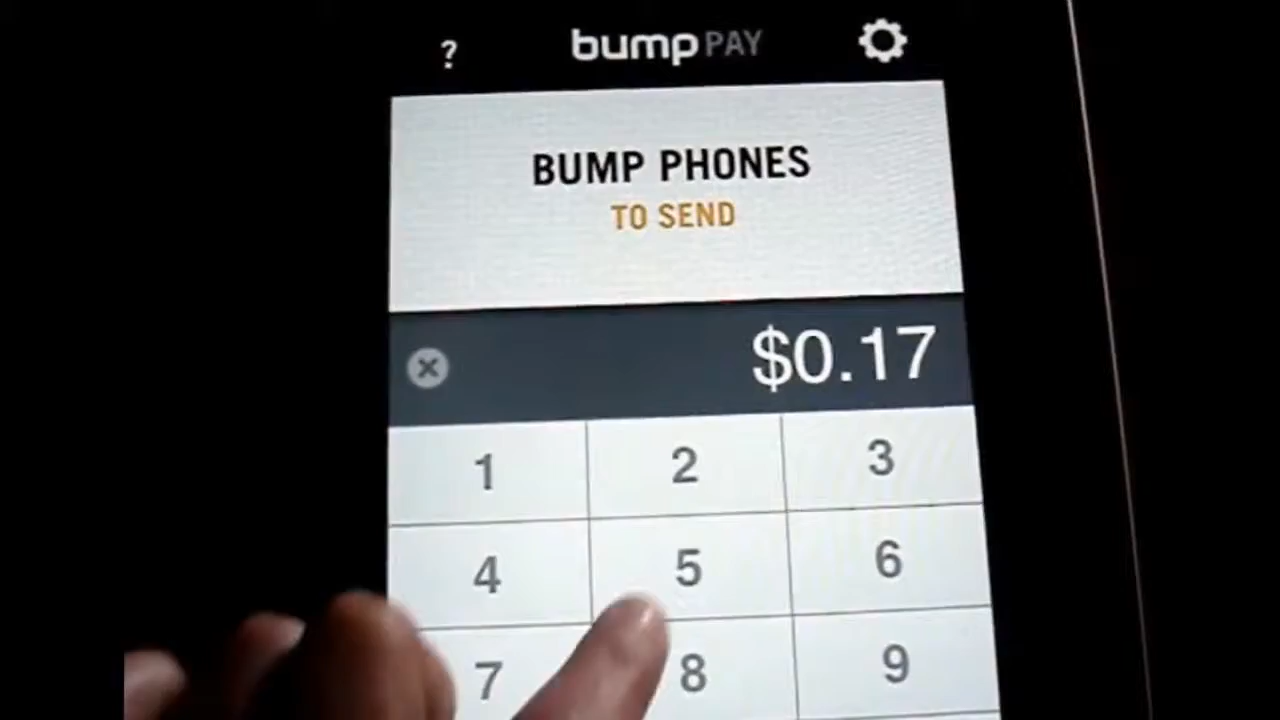 ? bump PAY
BUMP PHONES
TO SEND
$0.17
1 2 3
4 5 6
7 8 9